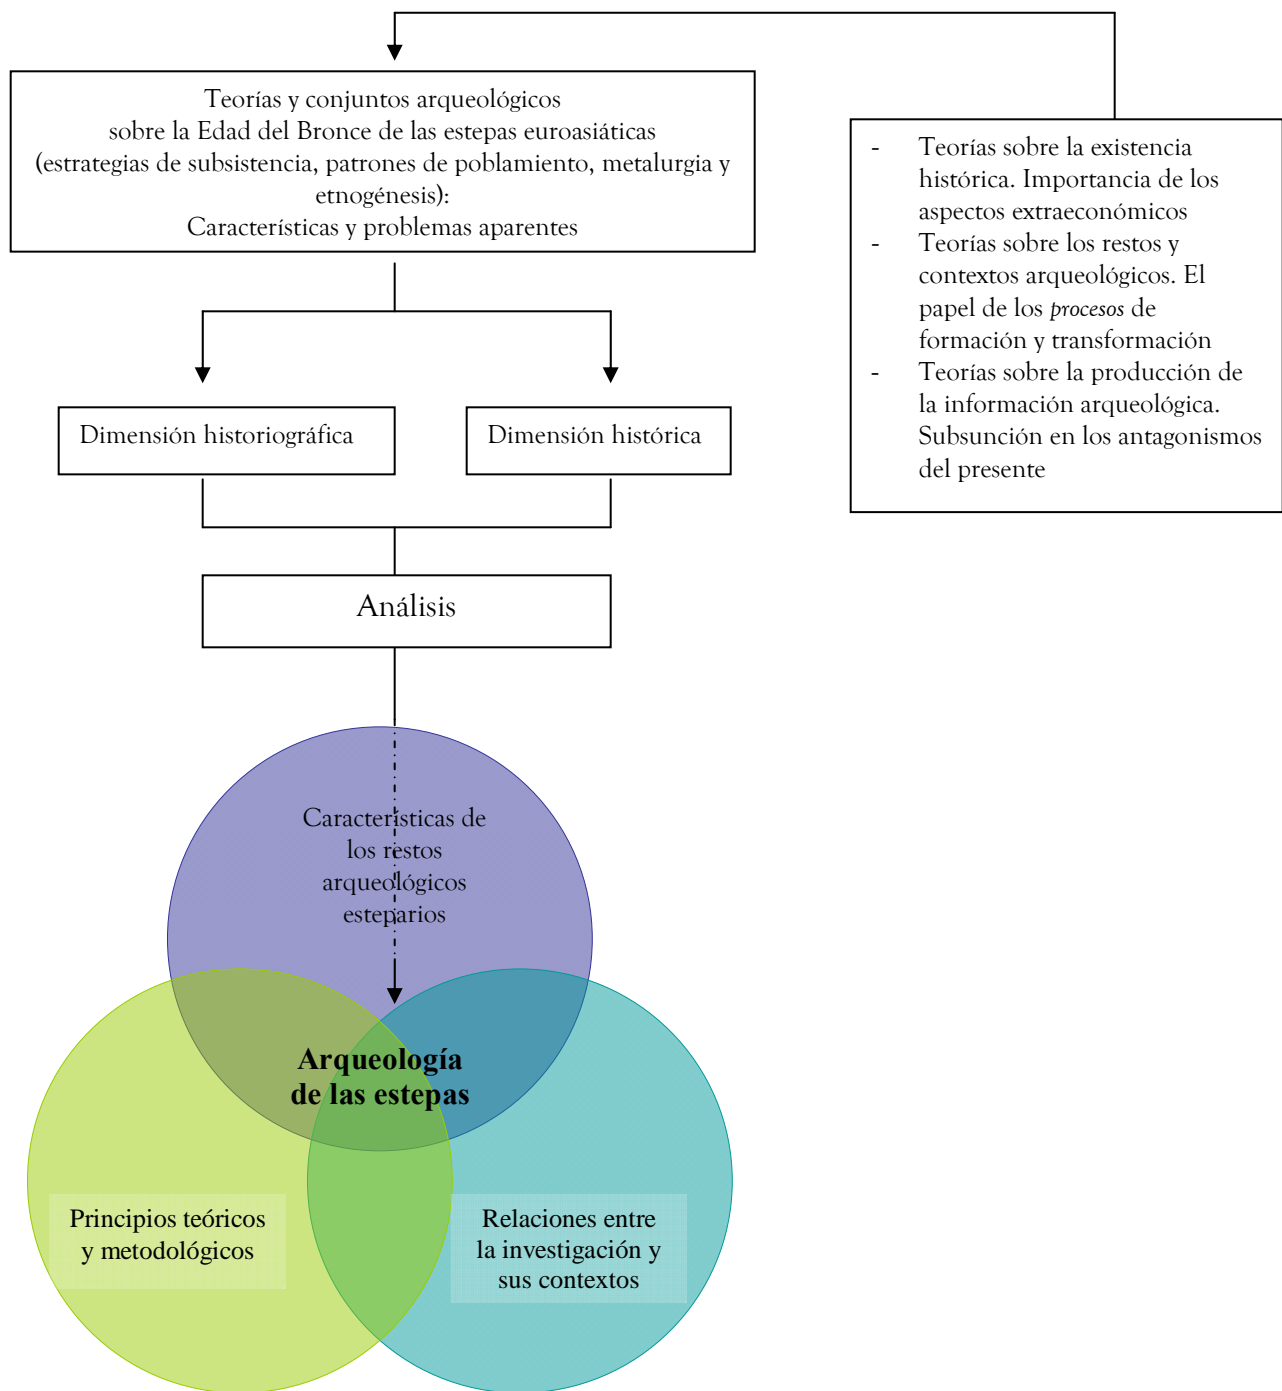 Teorías y conjuntos arqueológicos
sobre la Edad del Bronce de las estepas euroasiáticas
(estrategias de subsistencia, patrones de poblamiento, metalurgia y
etnogénesis):
Características y problemas aparentes
- Teorías sobre la existencia
histórica. Importancia de los
aspectos extraeconómicos
- Teorías sobre los restos y
contextos arqueológicos. El
papel de los procesos de
formación y transformación
- Teorías sobre la producción de
la información arqueológica.
Subsunción en los antagonismos
del presente
Dimensión historiográfica
Dimensión histórica
Análisis
Características de
los restos
arqueológicos
esteparios
Arqueología
de las estepas
Principios teóricos
y metodológicos
Relaciones entre
la investigación y
sus contextos